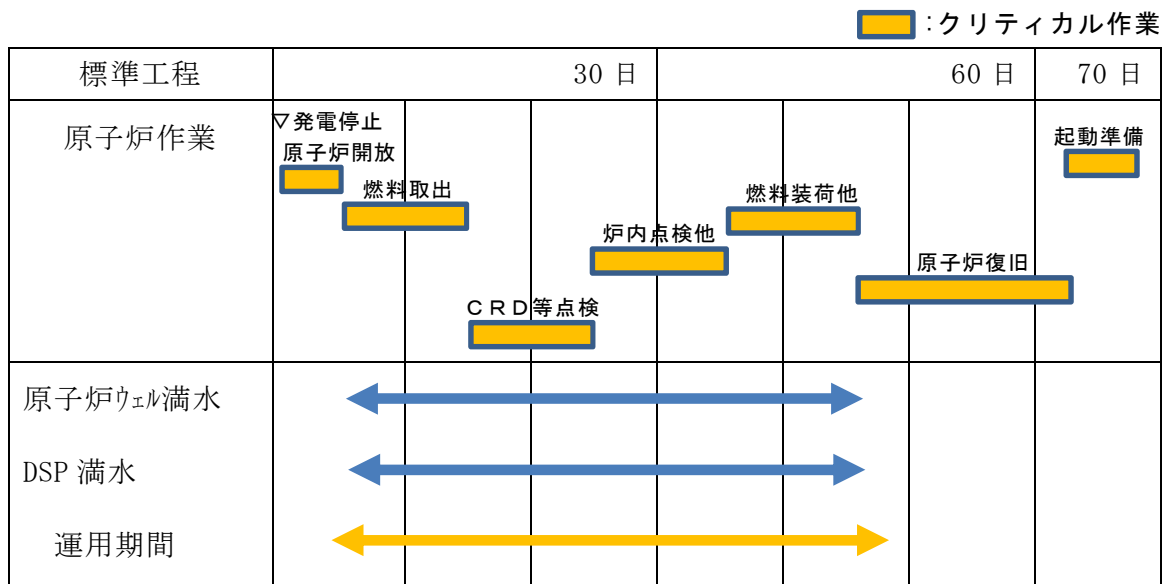 :クリティカル作業
標準工程 30 日 60 日 70 日
原子炉作業
▽発電停止
原子炉開放
起動準備
燃料取出
燃料装荷他
炉内点検他
原子炉復旧
ＣＲＤ等点検
原子炉ｳｪﾙ満水
DSP 満水
運用期間